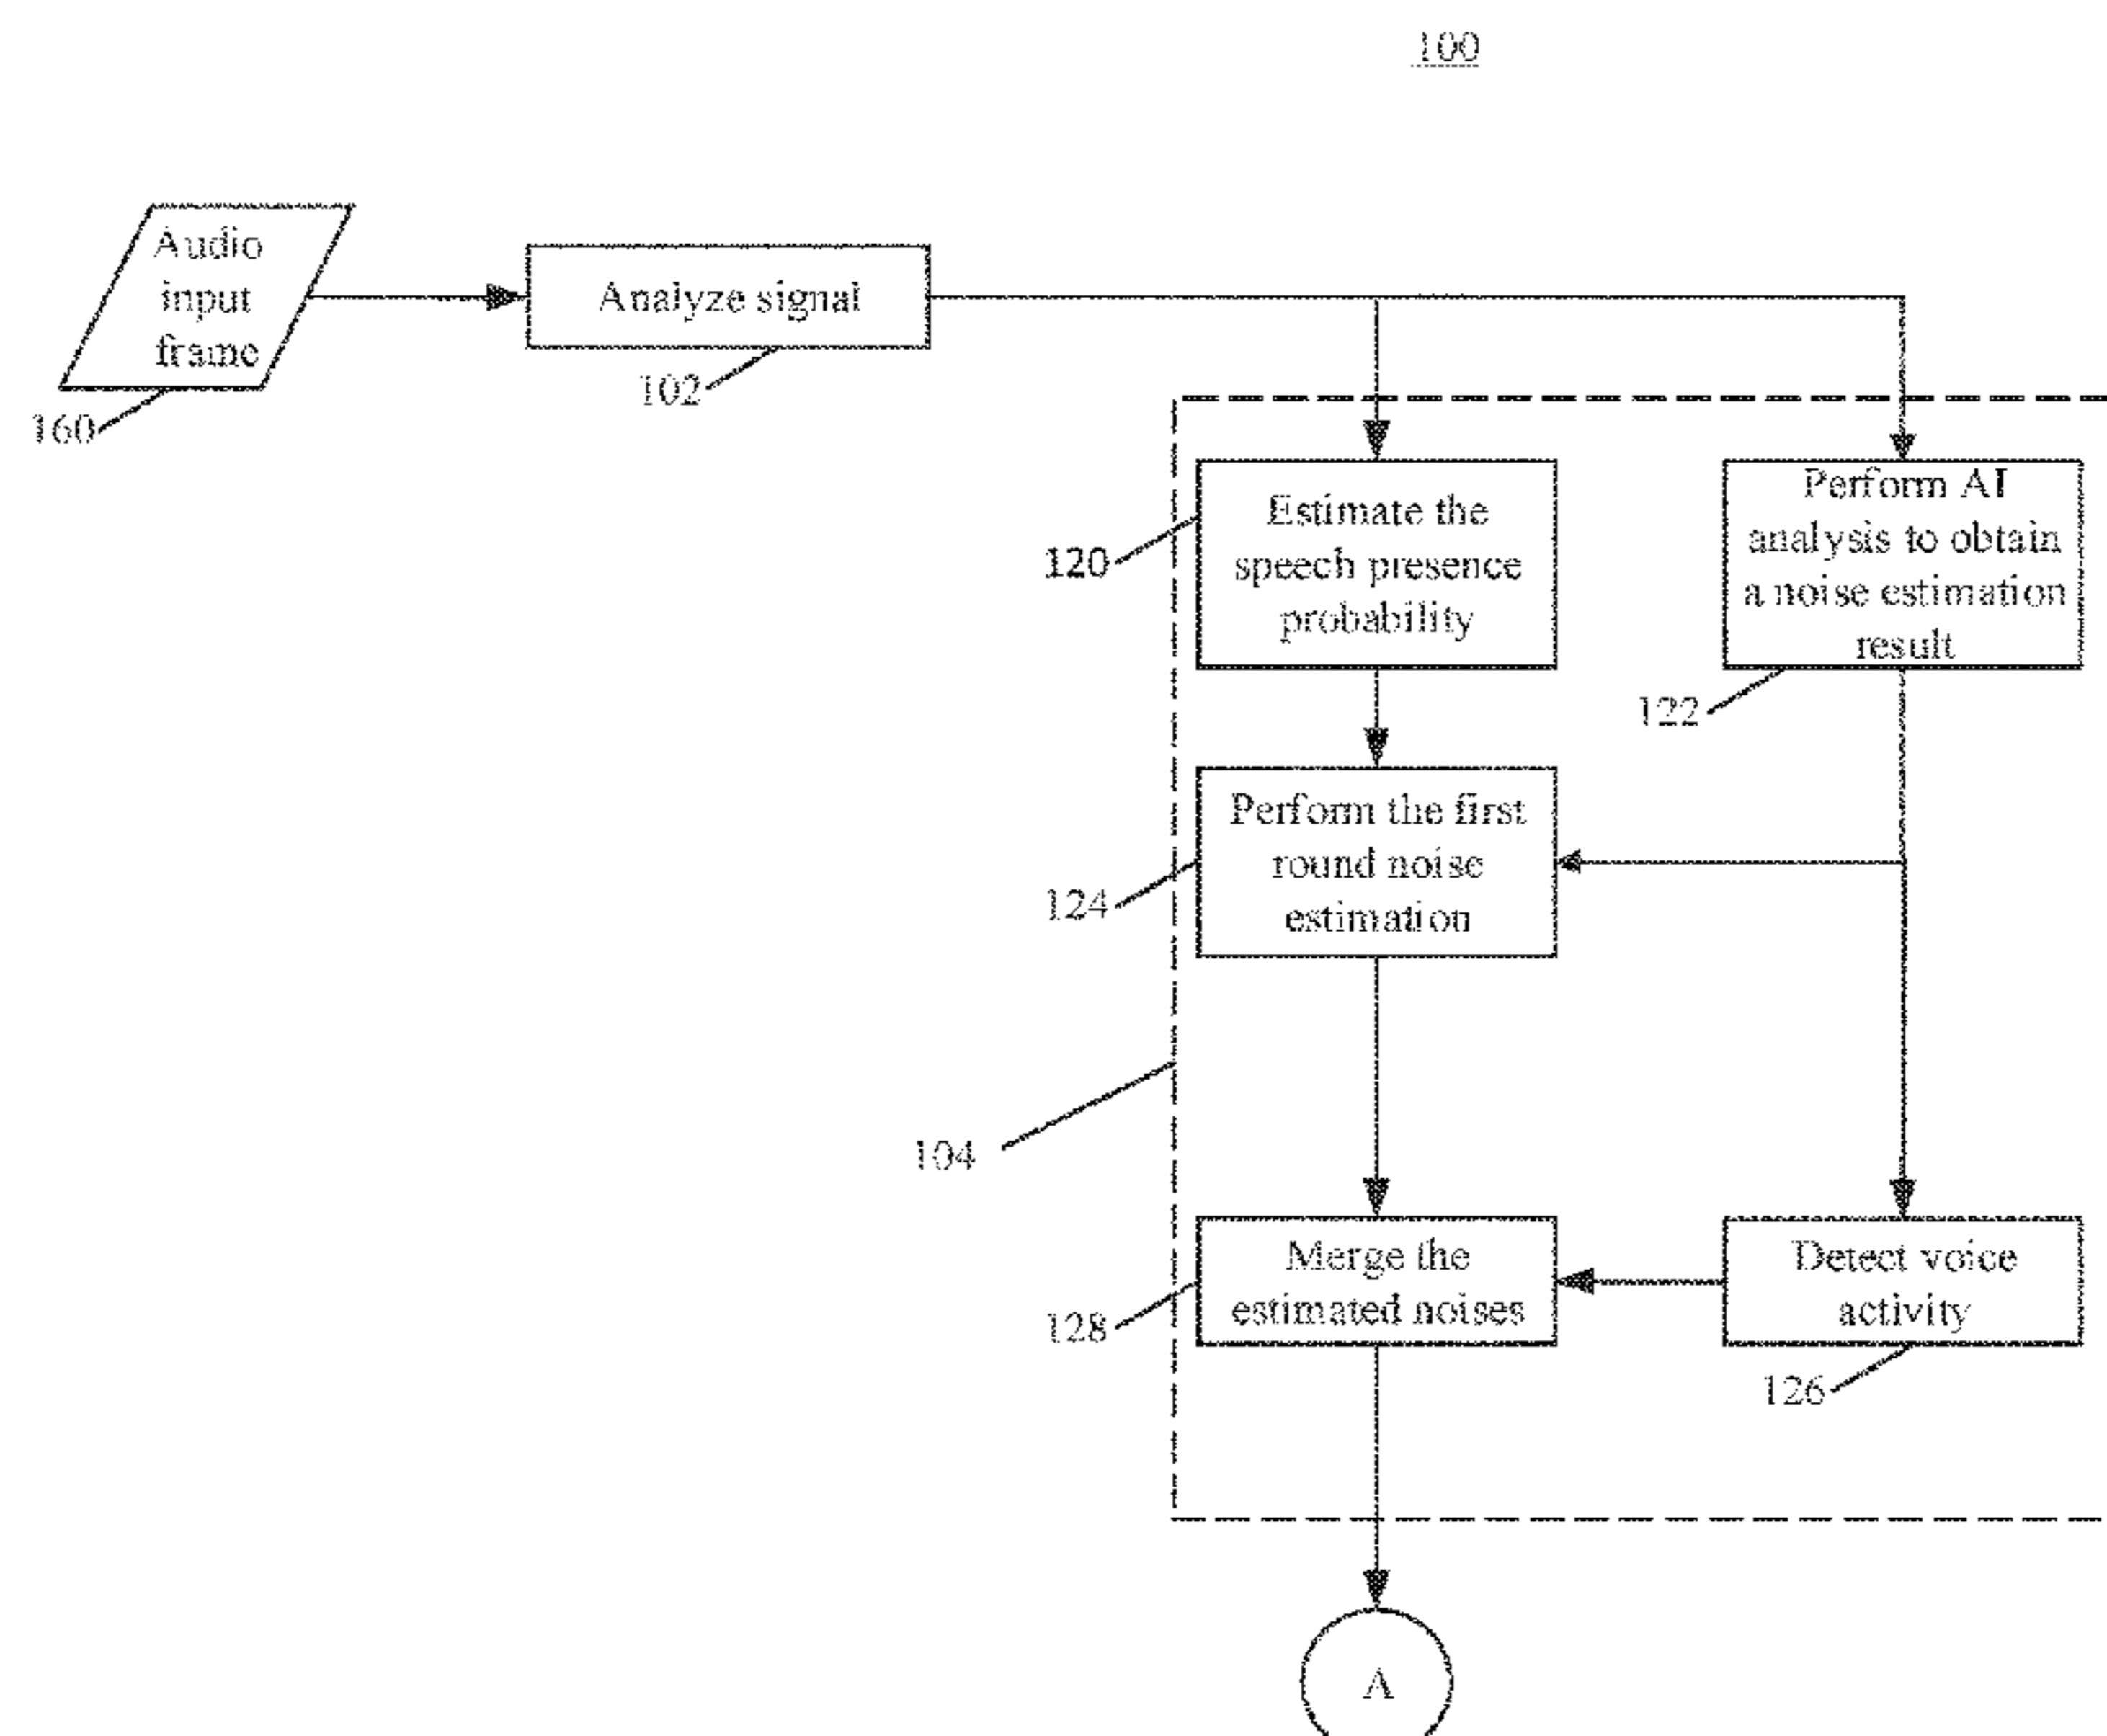 100
Audio
input
frame
160
Analyze signal
102
Estimate the
speech presence
probability
120
Perform AI
analysis to obtain
a noise estimation
result
122
Perform the first
round noise
estimation
124
104
Merge the
estimated noises
128
Detect voice
activity
126
A